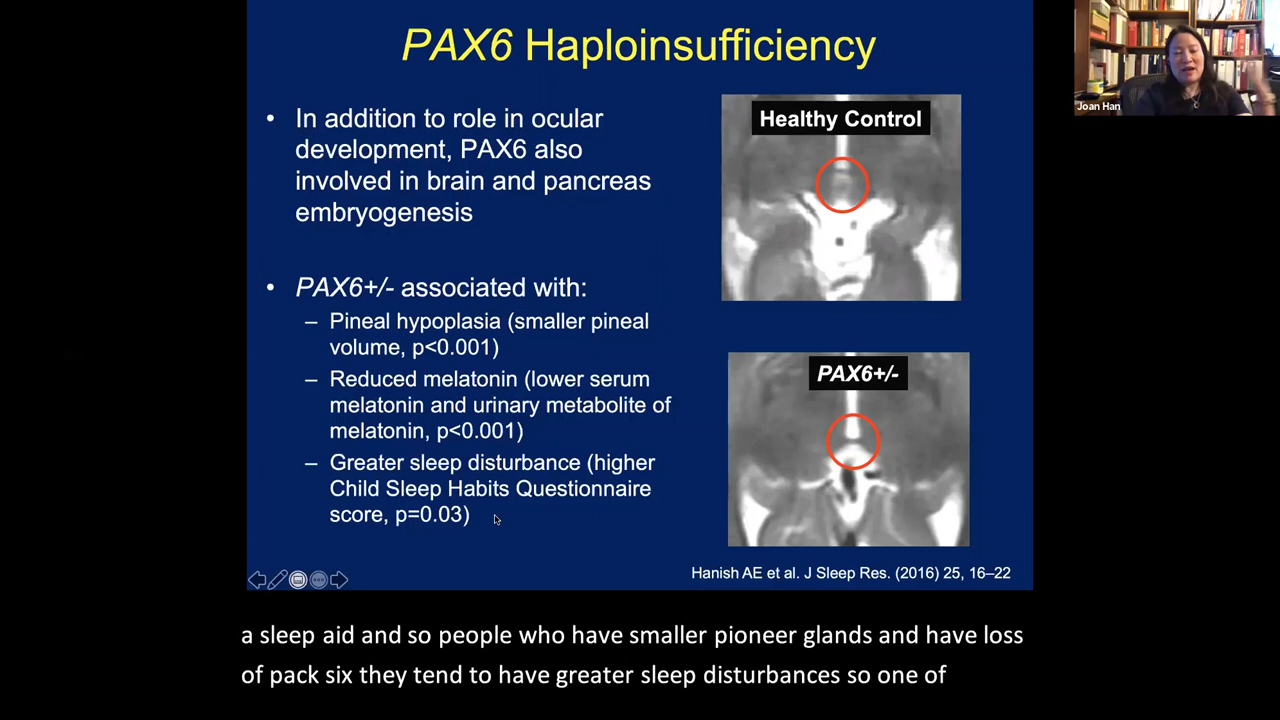 PAX6 Haploinsufficiency
• In addition to role in ocular
development, PAX6 also
involved in brain and pancreas
embryogenesis
• PAX6+/- associated with:
– Pineal hypoplasia (smaller pineal
volume, p<0.001)
– Reduced melatonin (lower serum
melatonin and urinary metabolite of
melatonin, p<0.001)
– Greater sleep disturbance (higher
Child Sleep Habits Questionnaire
score, p=0.03)
Healthy Control
PAX6+/-
Hanish AE et al. J Sleep Res. (2016) 25, 16–22
Joan Han
a sleep aid and so people who have smaller pioneer glands and have loss
of pack six they tend to have greater sleep disturbances so one of